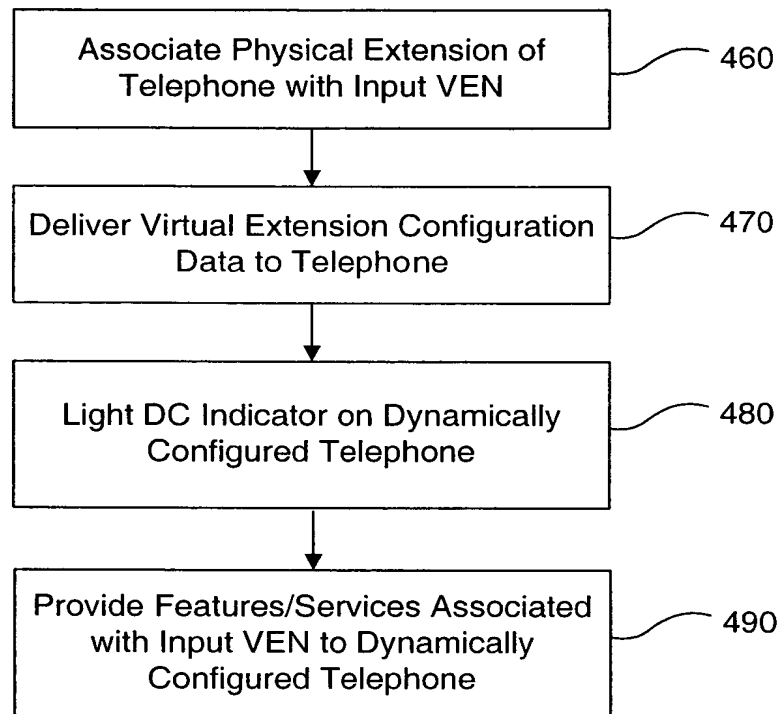 Associate Physical Extension of
Telephone with Input VEN
460
Deliver Virtual Extension Configuration
Data to Telephone
470
Light DC Indicator on Dynamically
Configured Telephone
480
Provide Features/Services Associated
with Input VEN to Dynamically
Configured Telephone
490